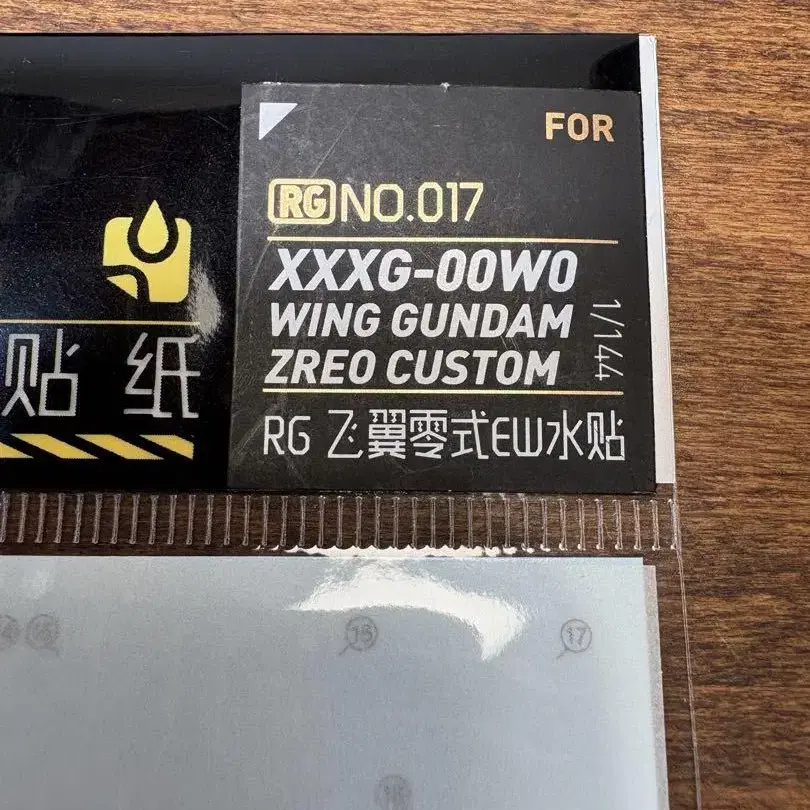 FOR
RG NO.017
XXXG-00W0
WING GUNDAM
ZREO CUSTOM
1/144
RG 飞翼零式EW水贴
贴 纸
15
17